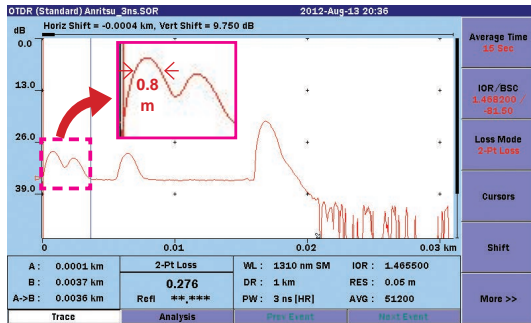 OTDR (Standard) Anritsu_3ns.SOR 2012-Aug-13 20:36
dB Horiz Shift = -0.0004 km, Vert Shift = 9.750 dB
0.0
13.0
26.0
39.0
0.8
m
0 0.01 0.02 0.03 km
A: 0.0001 km 2-Pt Loss WL: 1310 nm SM IOR: 1.465500
B: 0.0037 km 0.276 DR: 1 km RES: 0.05 m
A->B: 0.0036 km Refl **.*** PW: 3 ns [HR] AVG: 51200
Trace Analysis Prev Event Next Event
Average Time
15 Sec
IOR/BSC
1.468200 /
-81.50
Loss Mode
2-Pt Loss
Cursors
Shift
More >>